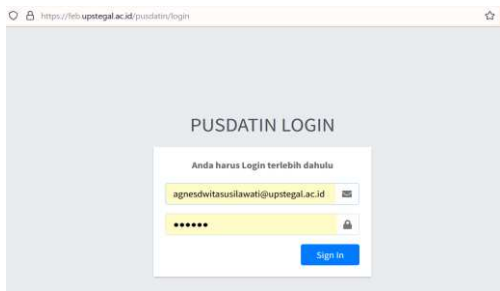 https://feb.upstegal.ac.id/pusdatin/login
PUSDATIN LOGIN
Anda harus Login terlebih dahulu
agnesdwitasusilawati@upstegal.ac.id
••••••
Sign In